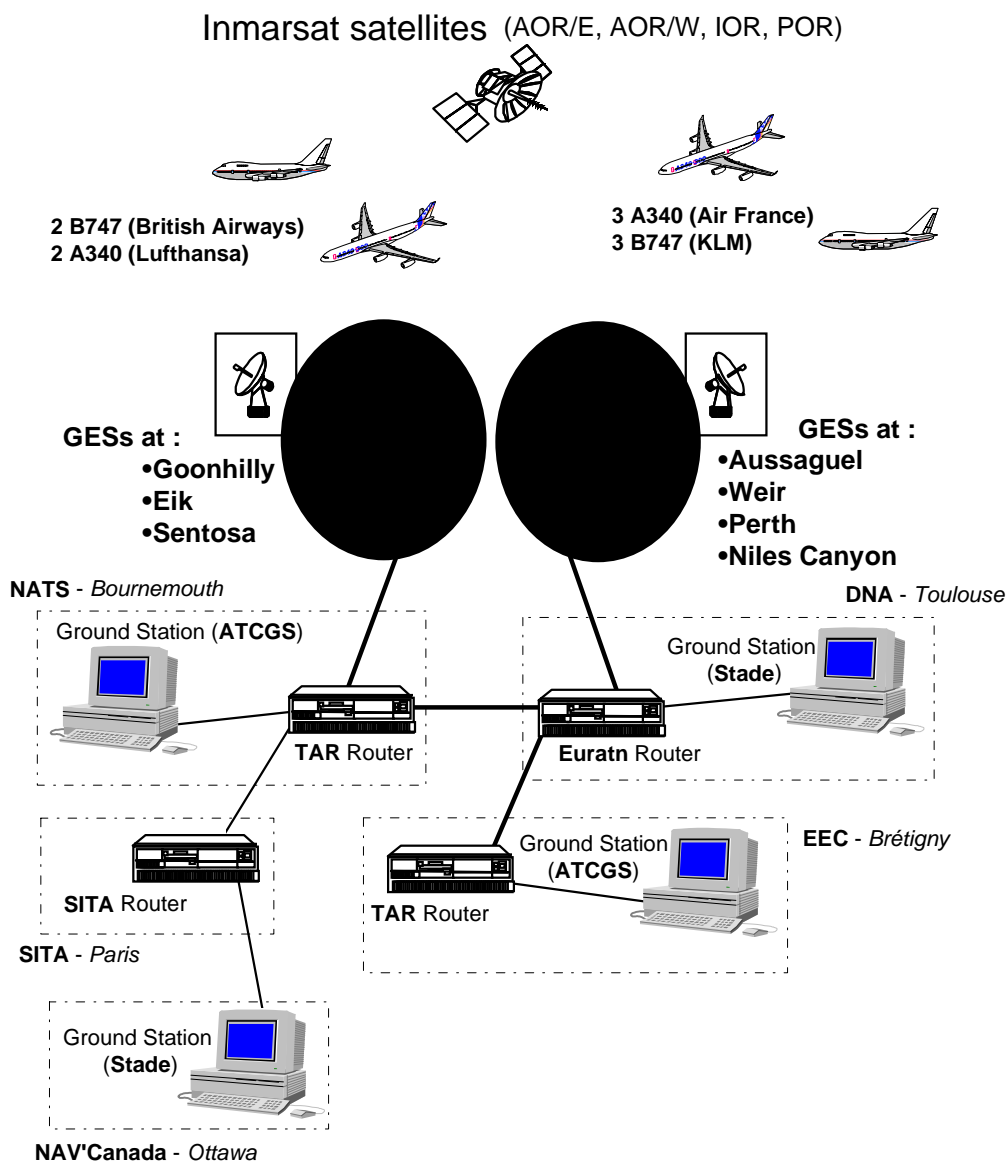 Inmarsat satellites (AOR/E, AOR/W, IOR, POR)
2 B747 (British Airways)
2 A340 (Lufthansa)
3 A340 (Air France)
3 B747 (KLM)
GESs at :
•Goonhilly
•Eik
•Sentosa
GESs at :
•Aussaguel
•Weir
•Perth
•Niles Canyon
NATS - Bournemouth
Ground Station (ATCGS)
TAR Router
DNA - Toulouse
Ground Station
(Stade)
Euratn Router
SITA Router
SITA - Paris
Ground Station
(ATCGS)
TAR Router
EEC - Brétigny
Ground Station
(Stade)
NAV'Canada - Ottawa